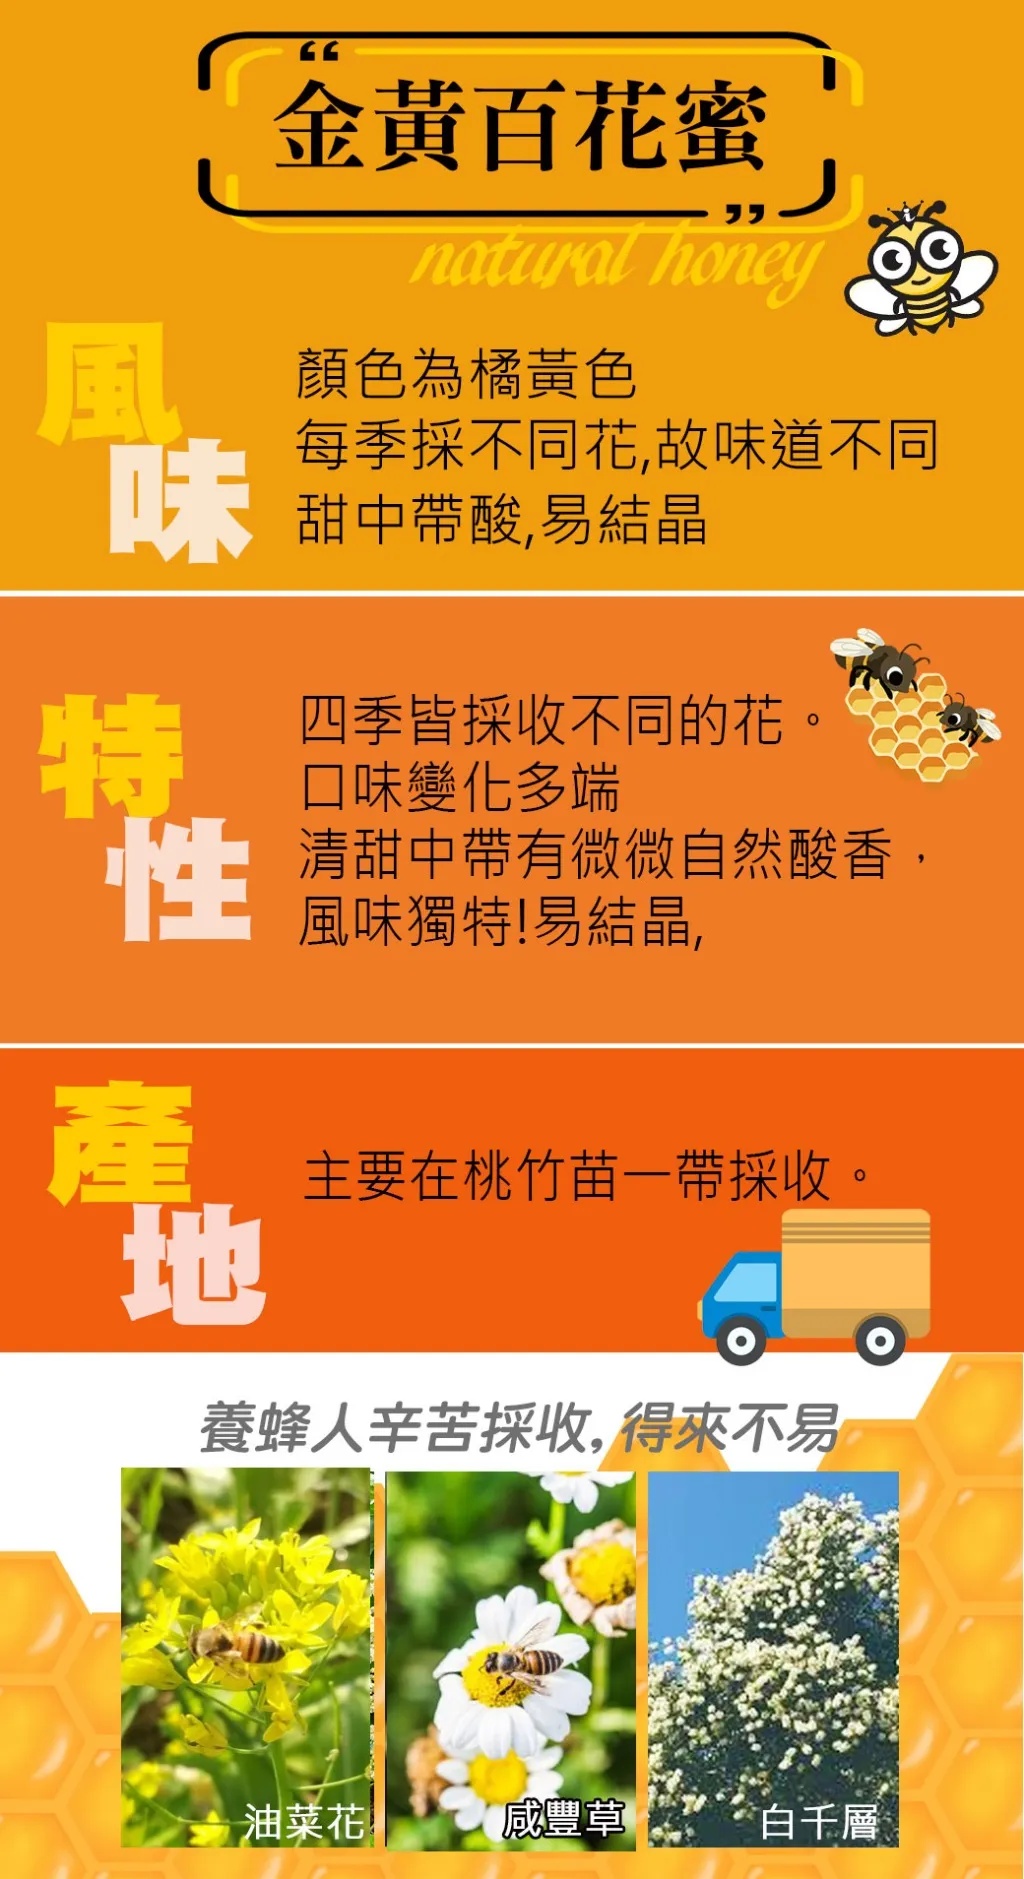 “
金黃百花蜜
”
natural honey
風味
顏色為橘黃色
每季採不同花,故味道不同
甜中帶酸,易結晶
特性
四季皆採收不同的花。
口味變化多端
清甜中帶有微微自然酸香，
風味獨特!易結晶,
產地
主要在桃竹苗一帶採收。
養蜂人辛苦採收,得來不易
油菜花
咸豐草
白千層